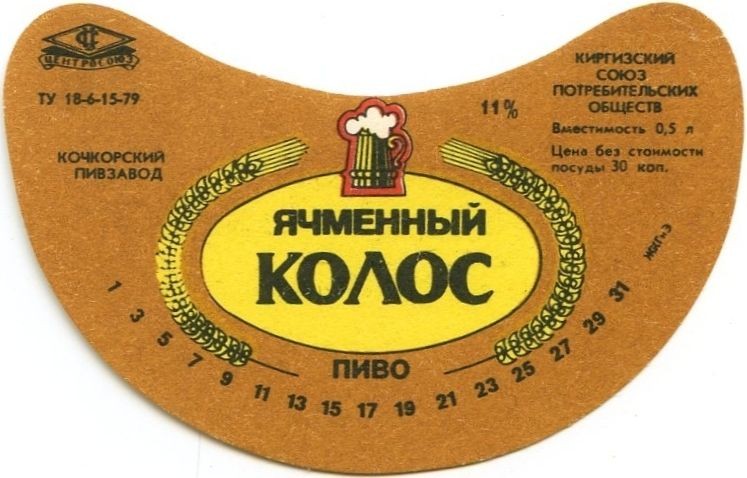 ЦЕНТРОСОЮЗ
ТУ 18-6-15-79
КОЧКОРСКИЙ
ПИВЗАВОД
11%
КИРГИЗСКИЙ
СОЮЗ
ПОТРЕБИТЕЛЬСКИХ
ОБЩЕСТВ
Вместимость 0,5 л
Цена без стоимости
посуды 30 коп.
ЯЧМЕННЫЙ
КОЛОС
ПИВО
1 3 5 7 9 11 13 15 17 19 21 23 25 27 29 31